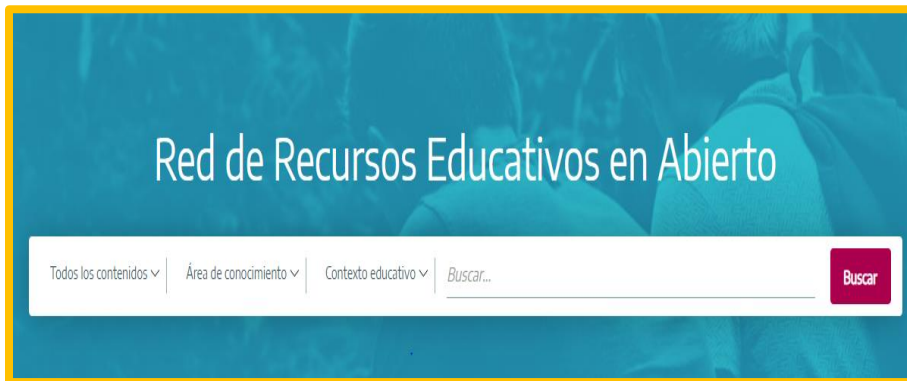 Red de Recursos Educativos en Abierto
Todos los contenidos Área de conocimiento Contexto educativo Buscar... Buscar